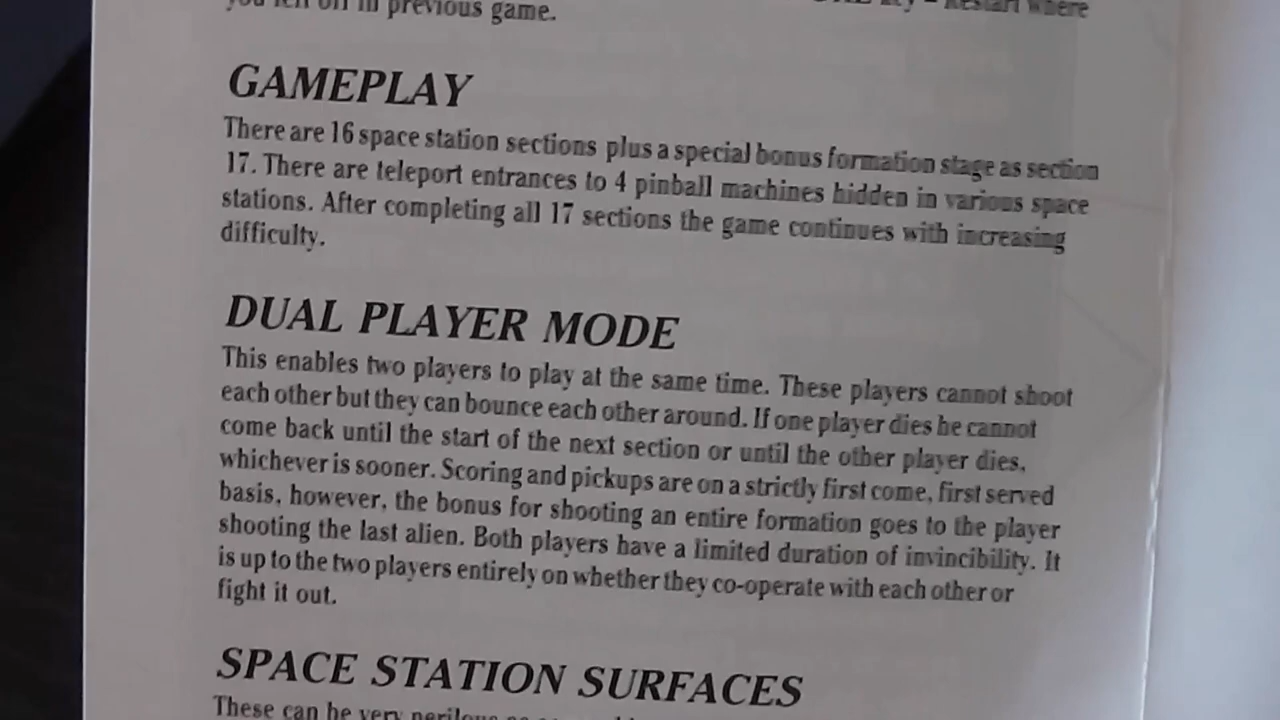 you left off in previous game. Key – Restart where
GAMEPLAY
There are 16 space station sections plus a special bonus formation stage as section
17. There are teleport entrances to 4 pinball machines hidden in various space
stations. After completing all 17 sections the game continues with increasing
difficulty.
DUAL PLAYER MODE
This enables two players to play at the same time. These players cannot shoot
each other but they can bounce each other around. If one player dies he cannot
come back until the start of the next section or until the other player dies,
whichever is sooner. Scoring and pickups are on a strictly first come, first served
basis, however, the bonus for shooting an entire formation goes to the player
shooting the last alien. Both players have a limited duration of invincibility. It
is up to the two players entirely on whether they co-operate with each other or
fight it out.
SPACE STATION SURFACES
These can be very perilous